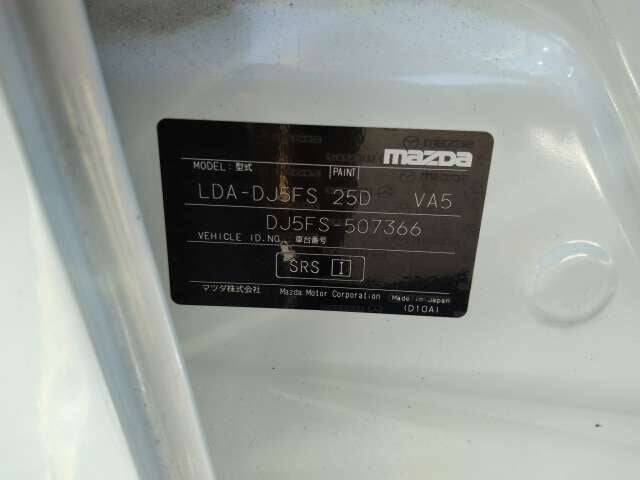 mazda
MODEL:型式 PAINT
LDA-DJ5FS 25D VA5
DJ5FS-507366
VEHICLE ID.NO. 車台番号
SRS I
マツダ株式会社 Mazda Motor Corporation Made in Japan
(D10A)